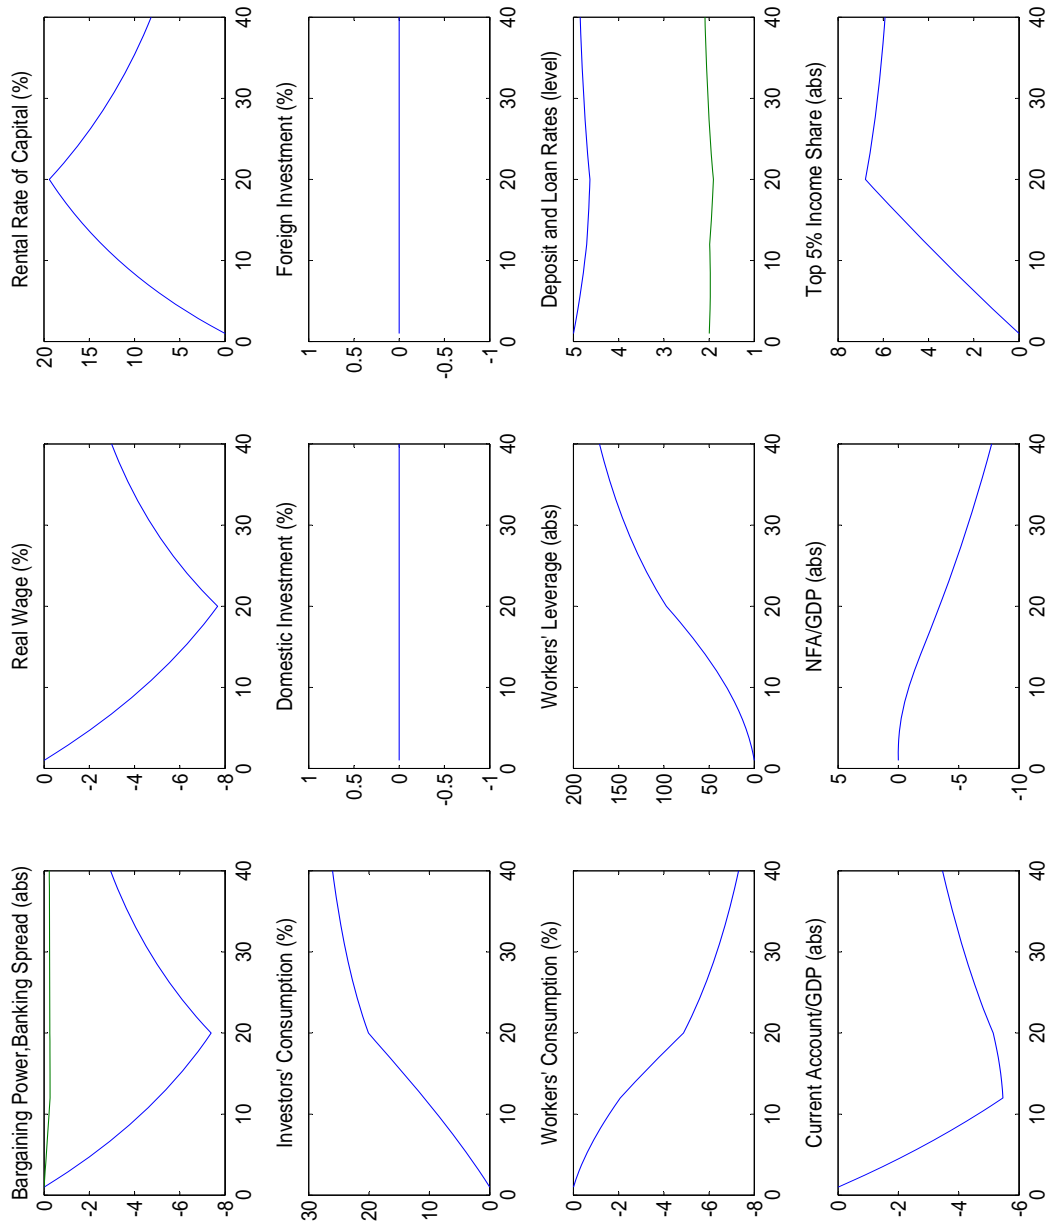 Bargaining Power,Banking Spread (abs)
0
-2
-4
-6
-8
0 10 20 30 40
Real Wage (%)
0
-2
-4
-6
-8
0 10 20 30 40
Rental Rate of Capital (%)
20
15
10
5
0
0 10 20 30 40
Investors' Consumption (%)
30
20
10
0
0 10 20 30 40
Domestic Investment (%)
1
0.5
0
-0.5
-1
0 10 20 30 40
Foreign Investment (%)
1
0.5
0
-0.5
-1
0 10 20 30 40
Workers' Consumption (%)
0
-2
-4
-6
-8
0 10 20 30 40
Workers' Leverage (abs)
200
150
100
50
0
0 10 20 30 40
Deposit and Loan Rates (level)
5
4
3
2
1
0 10 20 30 40
Current Account/GDP (abs)
0
-2
-4
-6
0 10 20 30 40
NFA/GDP (abs)
5
0
-5
-10
0 10 20 30 40
Top 5% Income Share (abs)
8
6
4
2
0
0 10 20 30 40